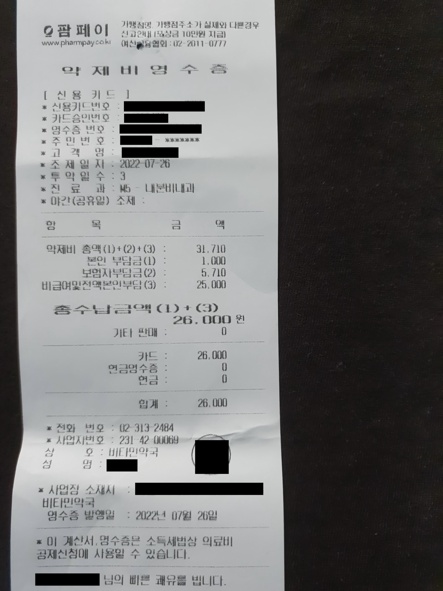 팜페이
www.pharmpay.co.kr
가맹점명, 가맹점주소가 실제와 다른경우
신고안내(포상금 10만원 지급)
여신금융협회:02-2011-0777
약제비영수증
[ 신용 카드 ]
* 신용카드번호 :
* 카드승인번호 :
* 영수증 번호 :
* 주민번호 : - *******
* 고객명 :
* 조제일자 : 2022-07-26
* 투약일수 : 3
* 진료과 : W5 - 내분비내과
* 야간(공휴일) 조제 :
항 목 금 액
약제비 총액(1)+(2)+(3) : 31.710
본인 부담금(1) : 1.000
보험자부담금(2) : 5.710
비급여및전액본인부담(3) : 25.000
총수납금액(1)+(3)
26.000 원
기타 판매 : 0
카드 : 26.000
현금영수증 : 0
현금 : 0
합계 : 26.000
* 전화 번호 : 02-313-2484
* 사업자번호 : 231-42-00069
상 호 : 비타민약국
성 명 :
* 사업장 소재지 :
비타민약국
영수증 발행일 : 2022년 07월 26일
* 이 계산서,영수증은 소득세법상 의료비
공제신청에 사용할 수 있습니다.
님의 빠른 쾌유를 빕니다.